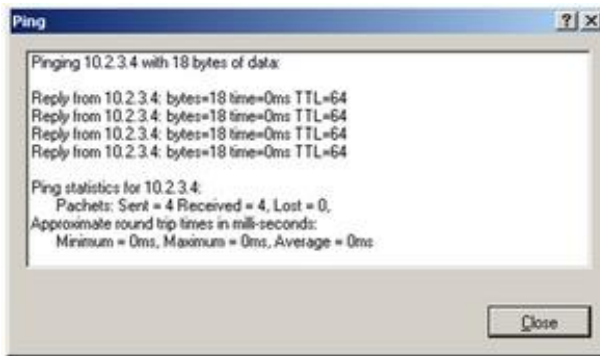 Ping
Pinging 10.2.3.4 with 18 bytes of data:
Reply from 10.2.3.4: bytes=18 time=0ms TTL=64
Reply from 10.2.3.4: bytes=18 time=0ms TTL=64
Reply from 10.2.3.4: bytes=18 time=0ms TTL=64
Reply from 10.2.3.4: bytes=18 time=0ms TTL=64
Ping statistics for 10.2.3.4:
Pachets: Sent = 4 Received = 4, Lost = 0,
Approximate round trip times in milli-seconds:
Minimum = 0ms, Maximum = 0ms, Average = 0ms
Close